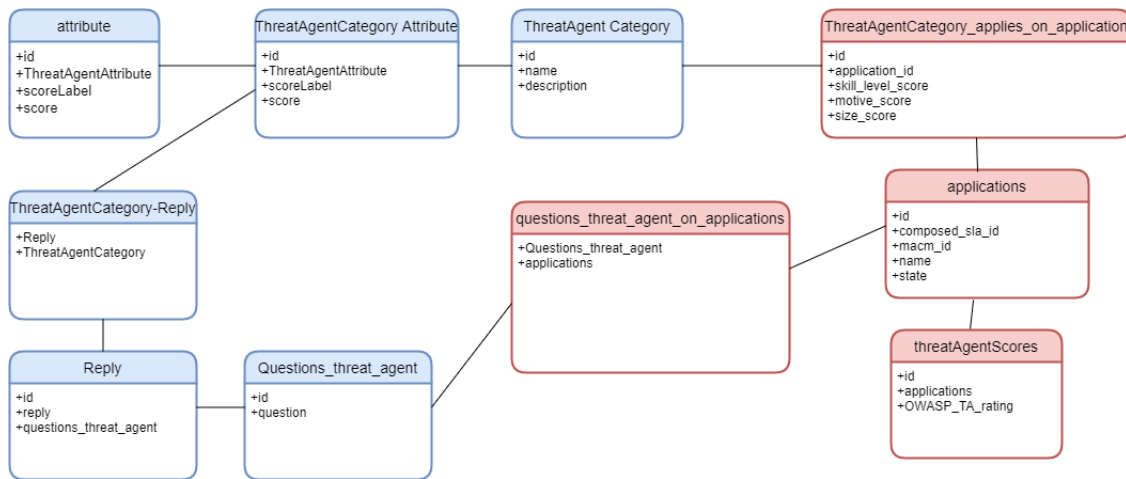 attribute
+id
+ThreatAgentAttribute
+scoreLabel
+score
ThreatAgentCategory Attribute
+id
+ThreatAgentAttribute
+scoreLabel
+score
ThreatAgent Category
+id
+name
+description
ThreatAgentCategory_applies_on_application
+id
+application_id
+skill_level_score
+motive_score
+size_score
ThreatAgentCategory-Reply
+Reply
+ThreatAgentCategory
questions_threat_agent_on_applications
+Questions_threat_agent
+applications
applications
+id
+composed_sla_id
+macm_id
+name
+state
Reply
+id
+reply
+questions_threat_agent
Questions_threat_agent
+id
+question
threatAgentScores
+id
+applications
+OWASP_TA_rating